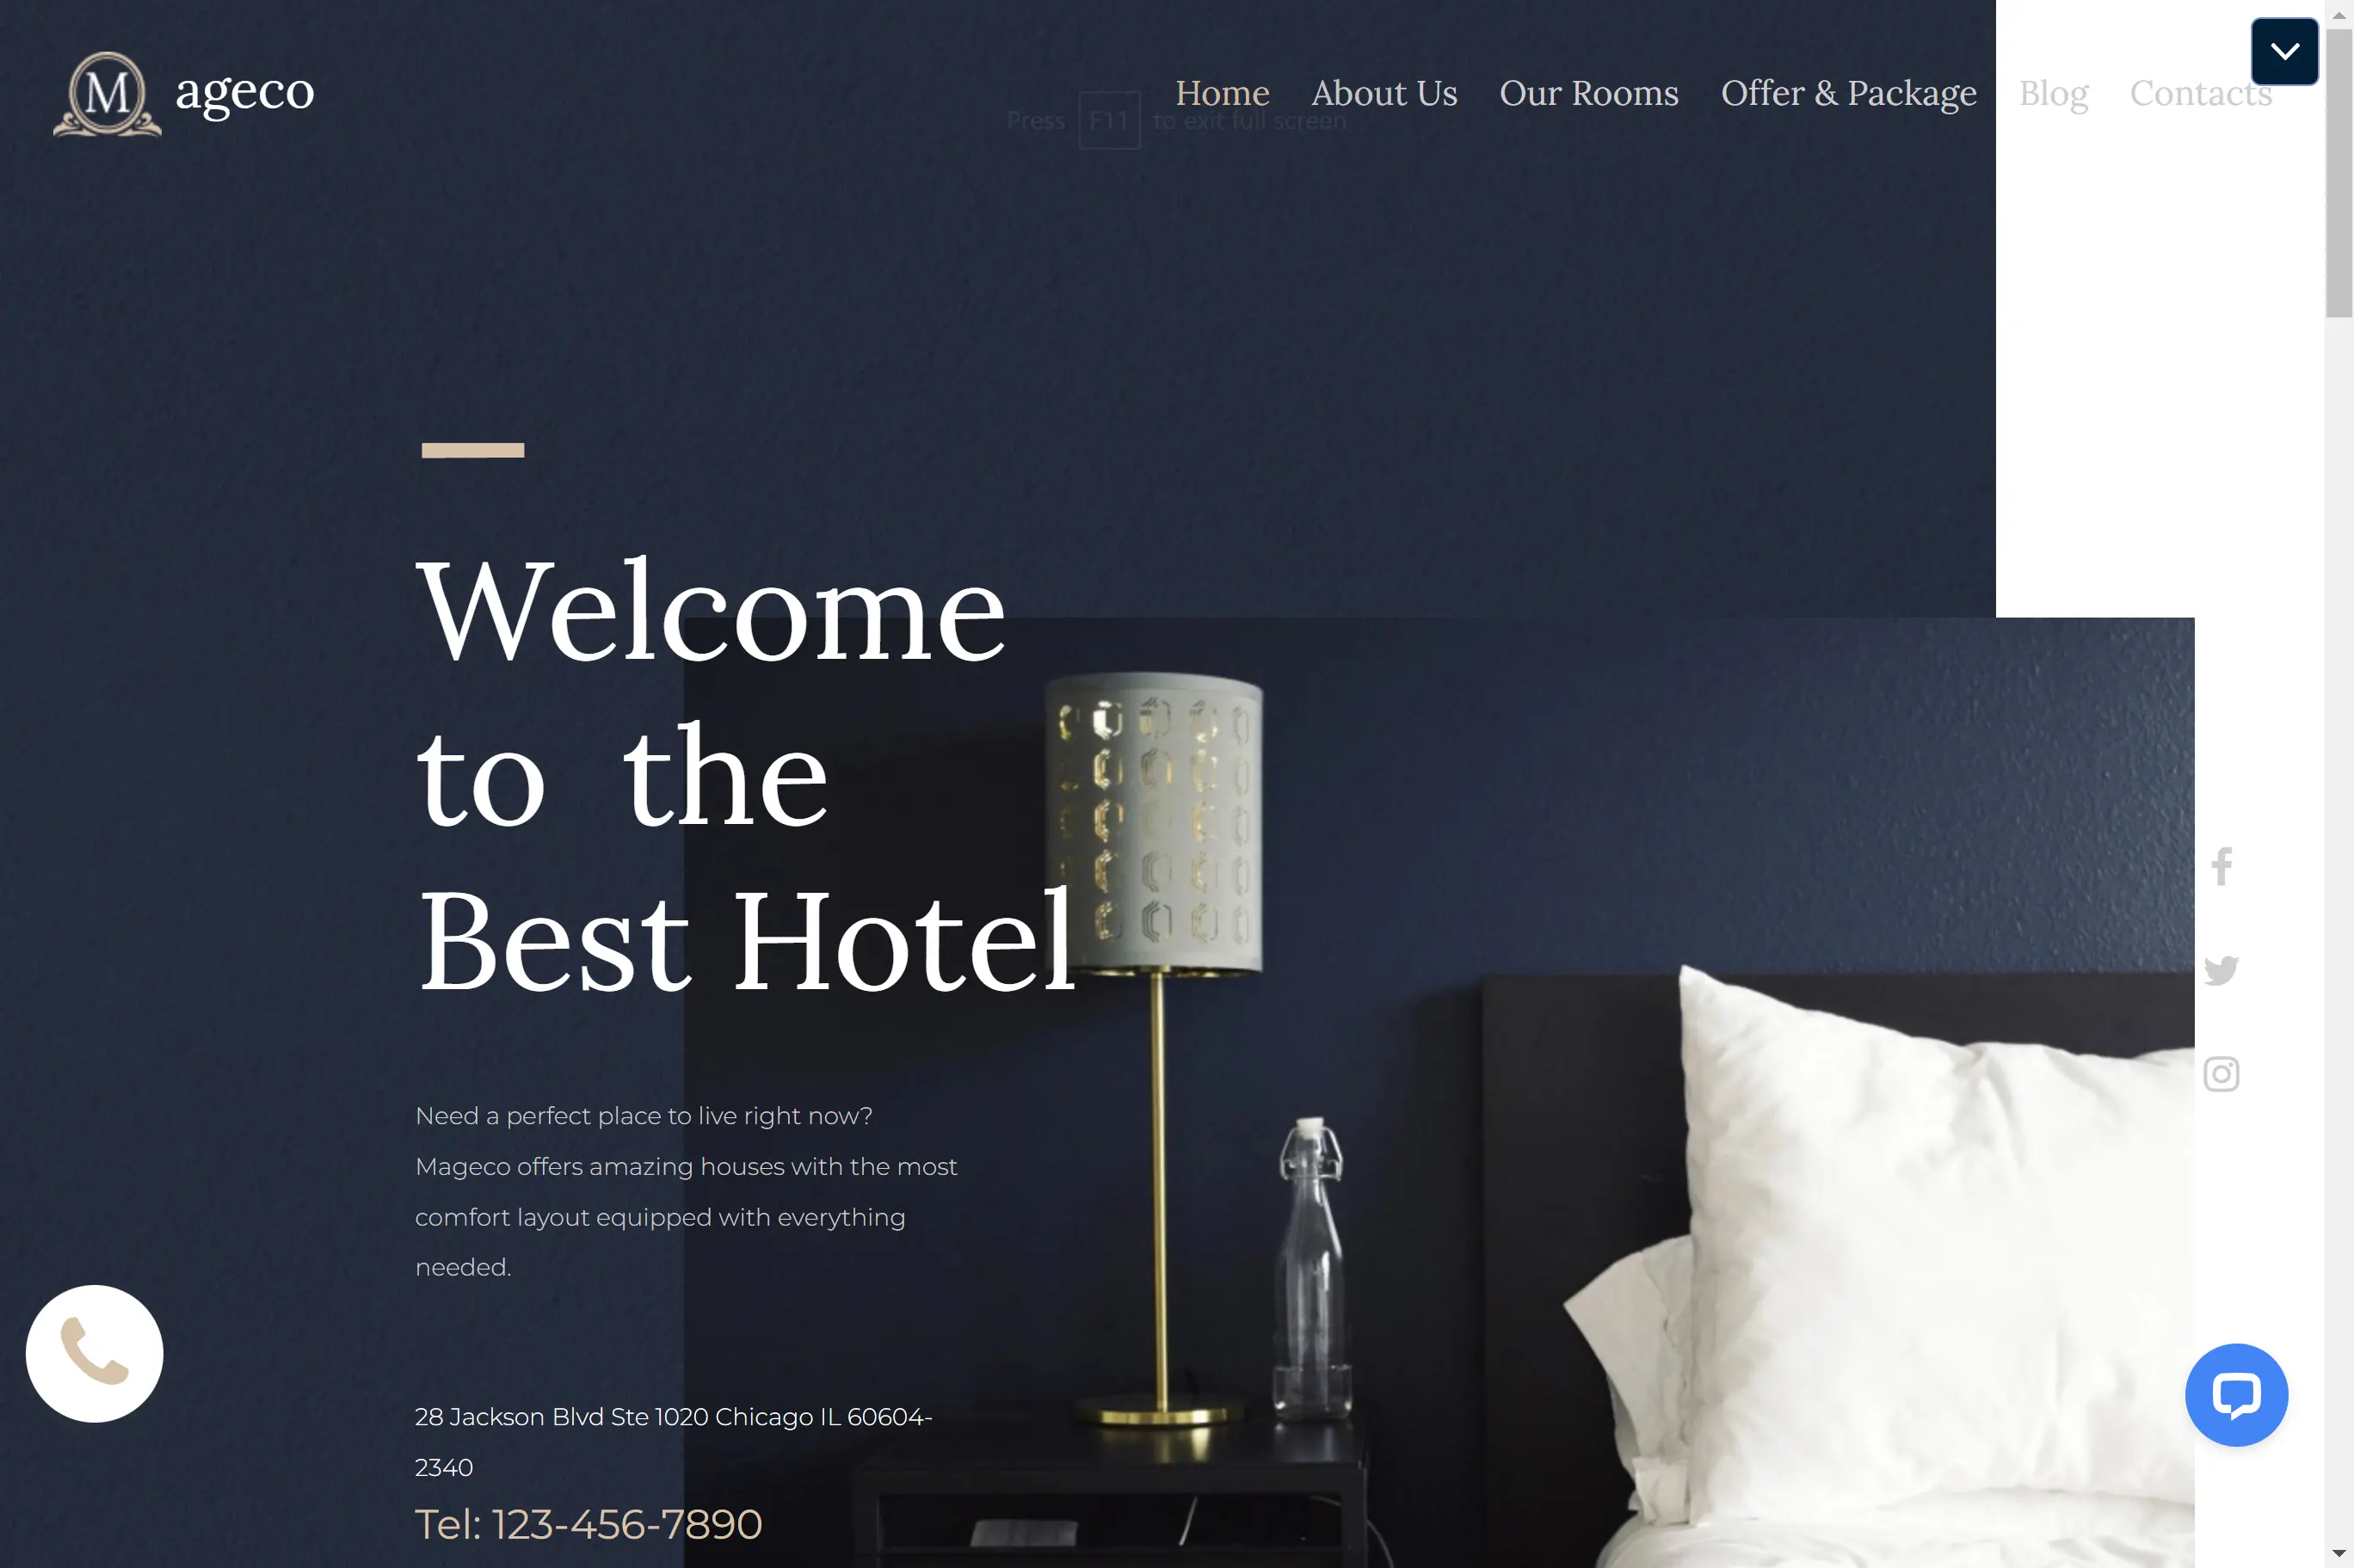 M ageco
Home About Us Our Rooms Offer & Package Blog Contacts
Press F11 to exit full screen
Welcome
to the
Best Hotel
Need a perfect place to live right now?
Mageco offers amazing houses with the most
comfort layout equipped with everything
needed.
28 Jackson Blvd Ste 1020 Chicago IL 60604-
2340
Tel: 123-456-7890